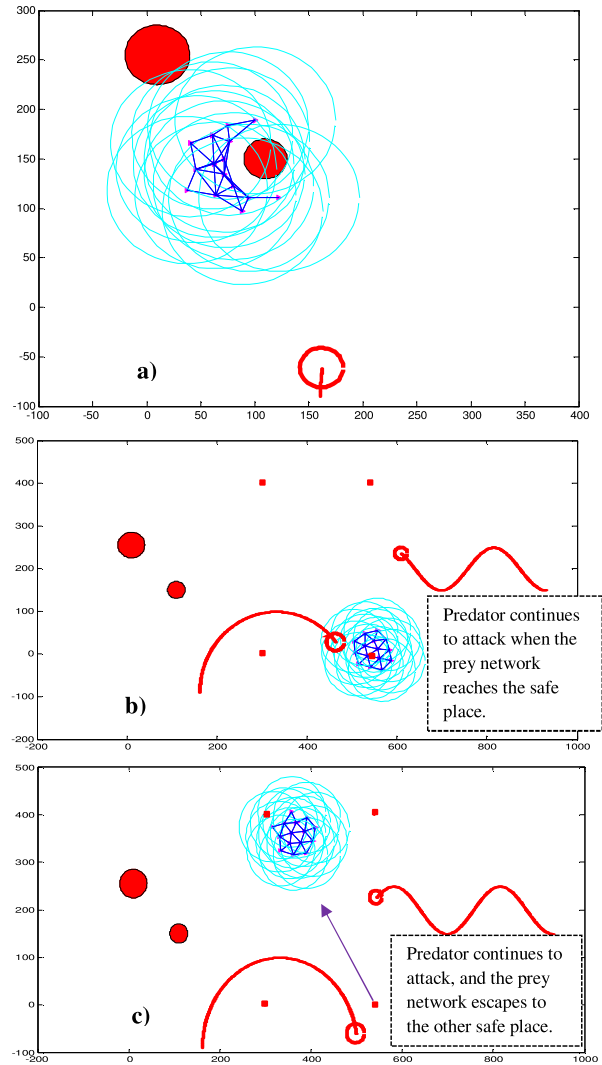 300
250
200
150
100
50
0
-50
-100
-100 -50 0 50 100 150 200 250 300 350 400
a)
500
400
300
200
100
0
-100
-200
-200 0 200 400 600 800 1000
b)
Predator continues
to attack when the
prey network
reaches the safe
place.
500
400
300
200
100
0
-100
-200 0 200 400 600 800 1000
c)
Predator continues to
attack, and the prey
network escapes to
the other safe place.